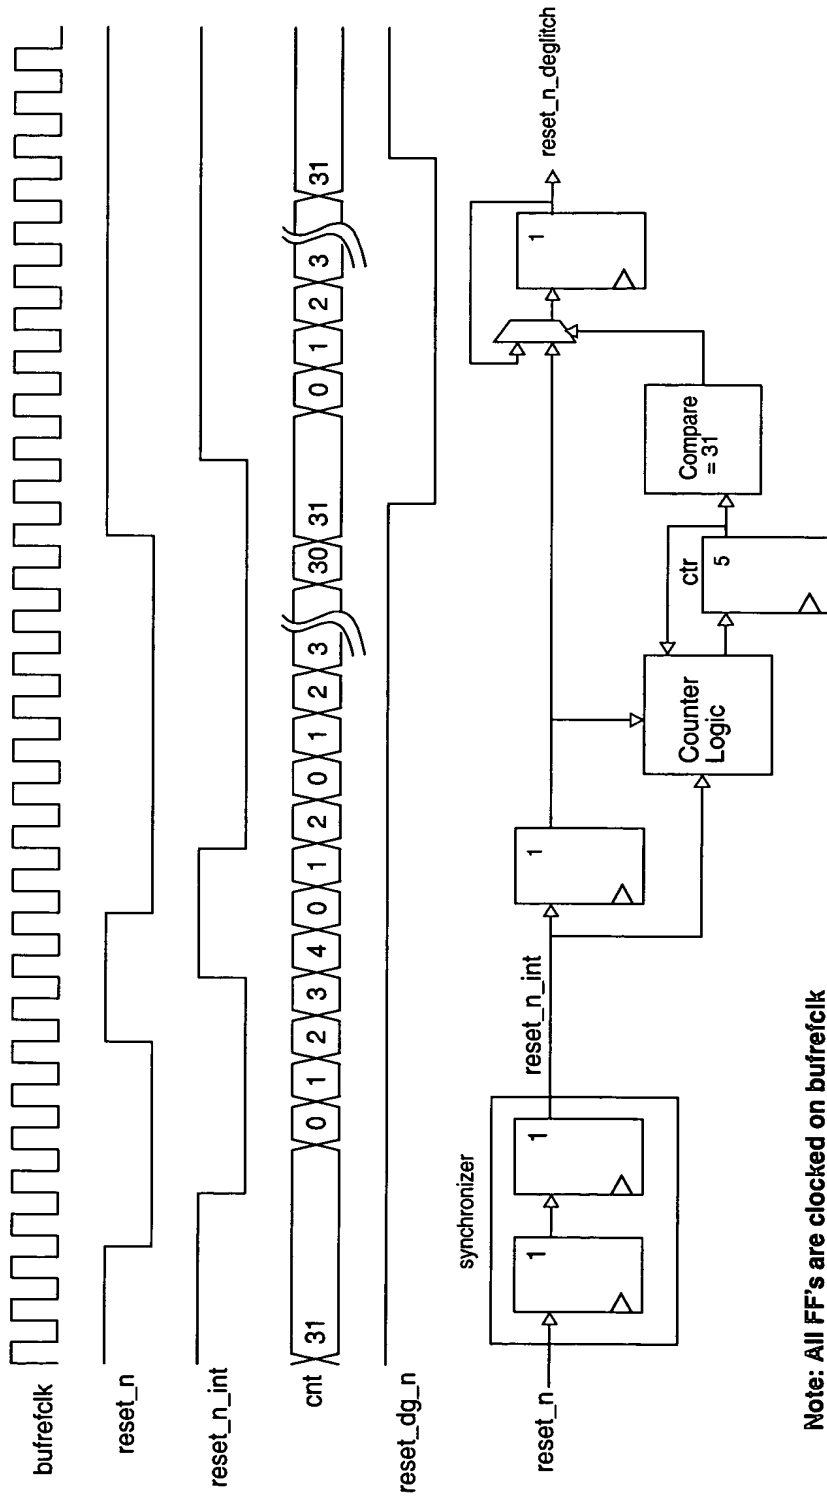 bufrefclk
reset_n
reset_n_int
cnt
31
0
1
2
3
4
0
1
2
0
1
2
3
30
31
0
1
2
3
31
reset_dg_n
reset_n
synchronizer
1
1
reset_n_int
1
Counter
Logic
ctr
5
Compare
= 31
1
reset_n_deglitch
Note: All FF's are clocked on bufrefclk